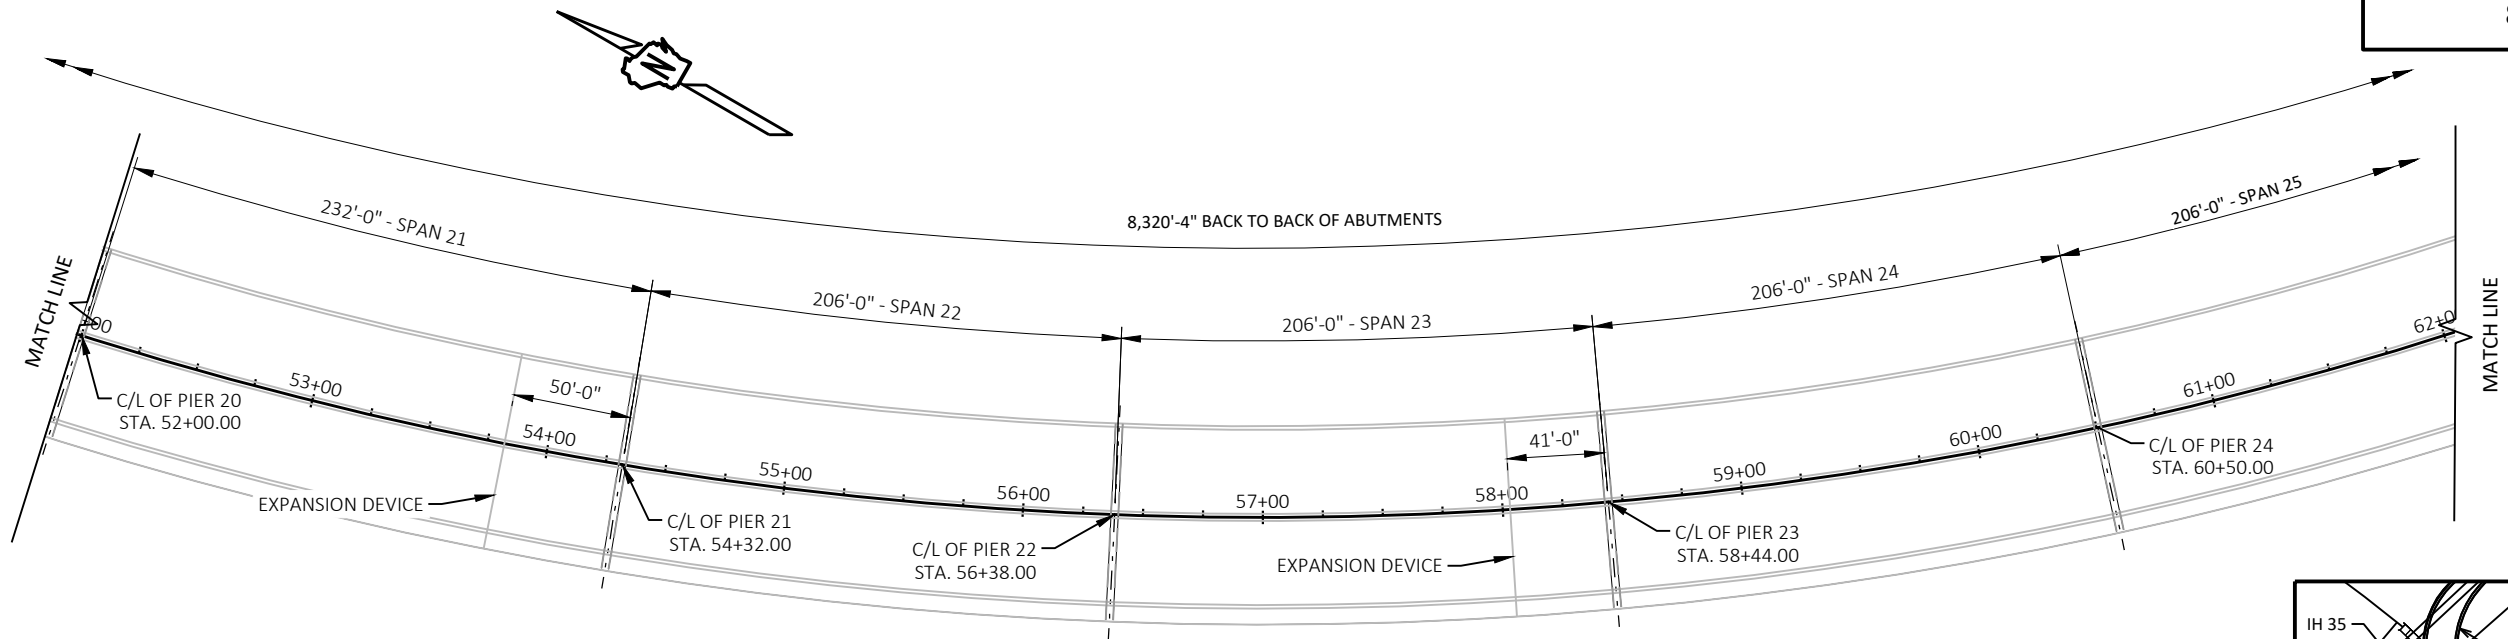 N
8,320'-4" BACK TO BACK OF ABUTMENTS
232'-0" - SPAN 21
206'-0" - SPAN 22
206'-0" - SPAN 23
206'-0" - SPAN 24
206'-0" - SPAN 25
MATCH LINE
MATCH LINE
53+00
54+00
55+00
56+00
57+00
58+00
59+00
60+00
61+00
50'-0"
41'-0"
C/L OF PIER 20
STA. 52+00.00
EXPANSION DEVICE
C/L OF PIER 21
STA. 54+32.00
C/L OF PIER 22
STA. 56+38.00
EXPANSION DEVICE
C/L OF PIER 23
STA. 58+44.00
C/L OF PIER 24
STA. 60+50.00
IH 35